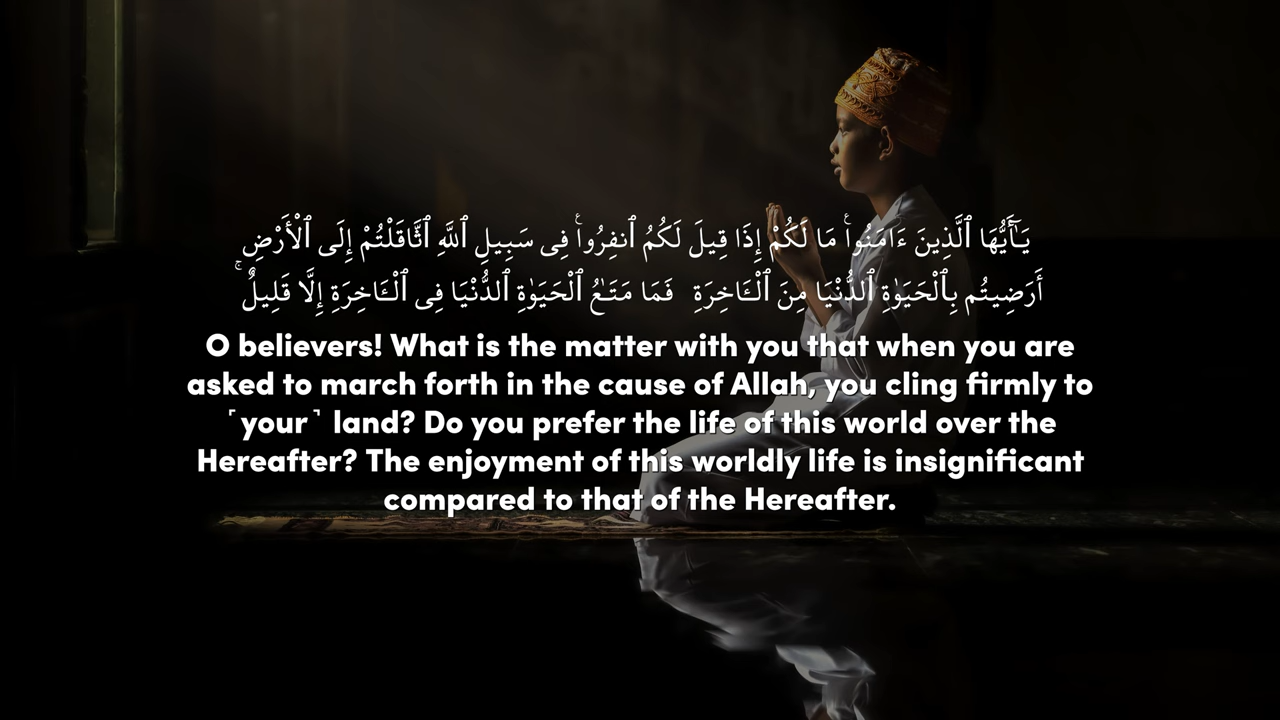 يَـٰٓأَيُّهَا ٱلَّذِينَ ءَامَنُوا۟ مَا لَكُمْ إِذَا قِيلَ لَكُمُ ٱنفِرُوا۟ فِى سَبِيلِ ٱللَّهِ ٱثَّاقَلْتُمْ إِلَى ٱلْأَرْضِ
أَرَضِيتُم بِٱلْحَيَوٰةِ ٱلدُّنْيَا مِنَ ٱلْـَٔاخِرَةِ فَمَا مَتَـٰعُ ٱلْحَيَوٰةِ ٱلدُّنْيَا فِى ٱلْـَٔاخِرَةِ إِلَّا قَلِيلٌ ۚ
O believers! What is the matter with you that when you are
asked to march forth in the cause of Allah, you cling firmly to
˹your˺ land? Do you prefer the life of this world over the
Hereafter? The enjoyment of this worldly life is insignificant
compared to that of the Hereafter.